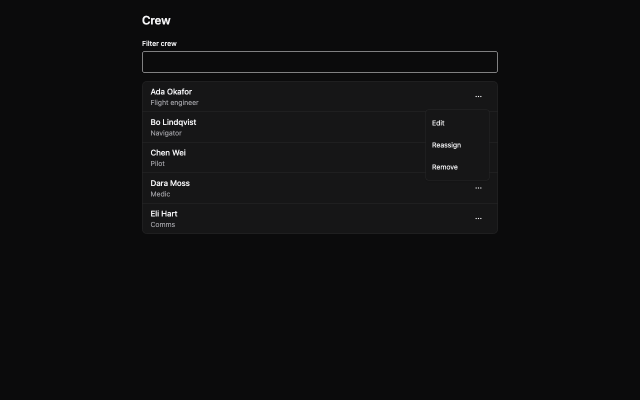 Crew
Filter crew
Ada Okafor
Flight engineer
...
Bo Lindqvist
Navigator
Edit
Chen Wei
Pilot
Reassign
Remove
Dara Moss
Medic
...
Eli Hart
Comms
...